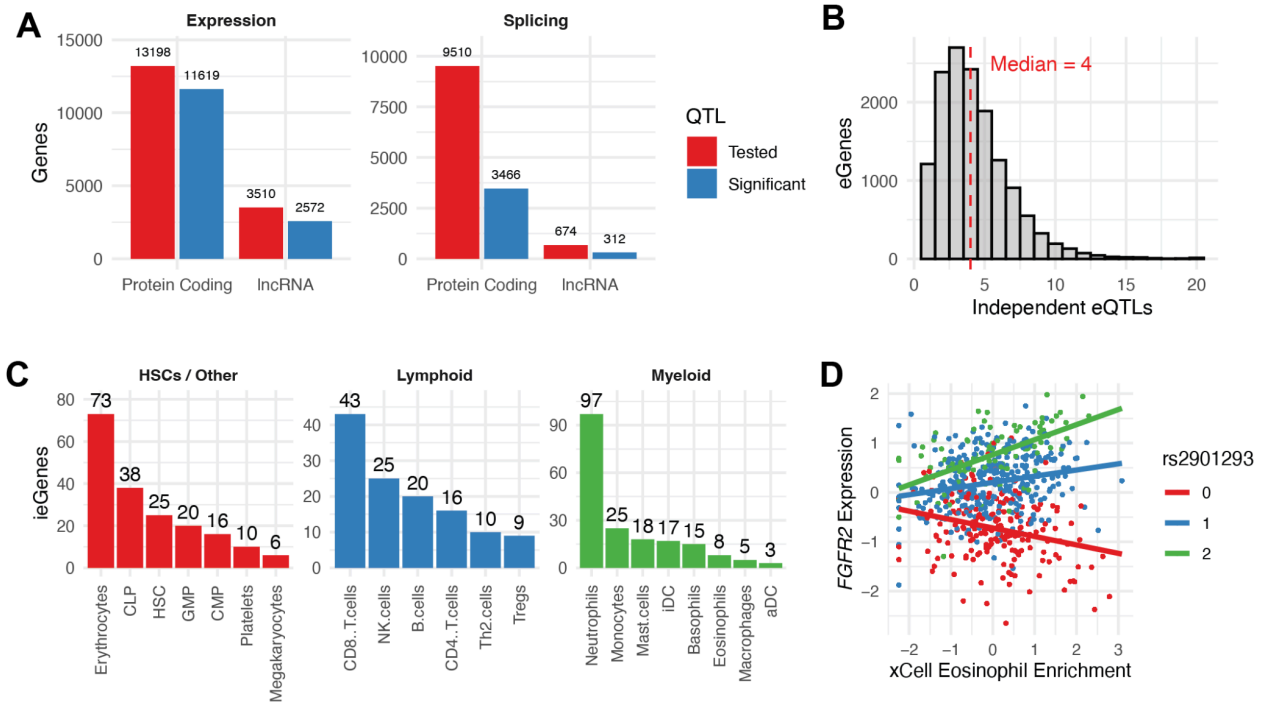 A
Expression
Genes
15000
10000
5000
0
13198
11619
3510
2572
Protein Coding
lncRNA
Splicing
10000
7500
5000
2500
0
9510
3466
674
312
Protein Coding
lncRNA
QTL
Tested
Significant
B
eGenes
2000
1000
0
Median = 4
0
5
10
15
20
Independent eQTLs
C
HSCs / Other
ieGenes
80
60
40
20
0
73
38
25
20
16
10
6
Erythrocytes
CLP
HSC
GMP
CMP
Platelets
Megakaryocytes
Lymphoid
40
30
20
10
0
43
25
20
16
10
9
CD8..T.cells
NK.cells
B.cells
CD4..T.cells
Th2.cells
Tregs
Myeloid
90
60
30
0
97
25
18
17
15
8
5
3
Neutrophils
Monocytes
Mast.cells
iDC
Basophils
Eosinophils
Macrophages
aDC
D
FGFR2 Expression
2
1
0
−1
−2
−2
−1
0
1
2
3
xCell Eosinophil Enrichment
rs2901293
0
1
2